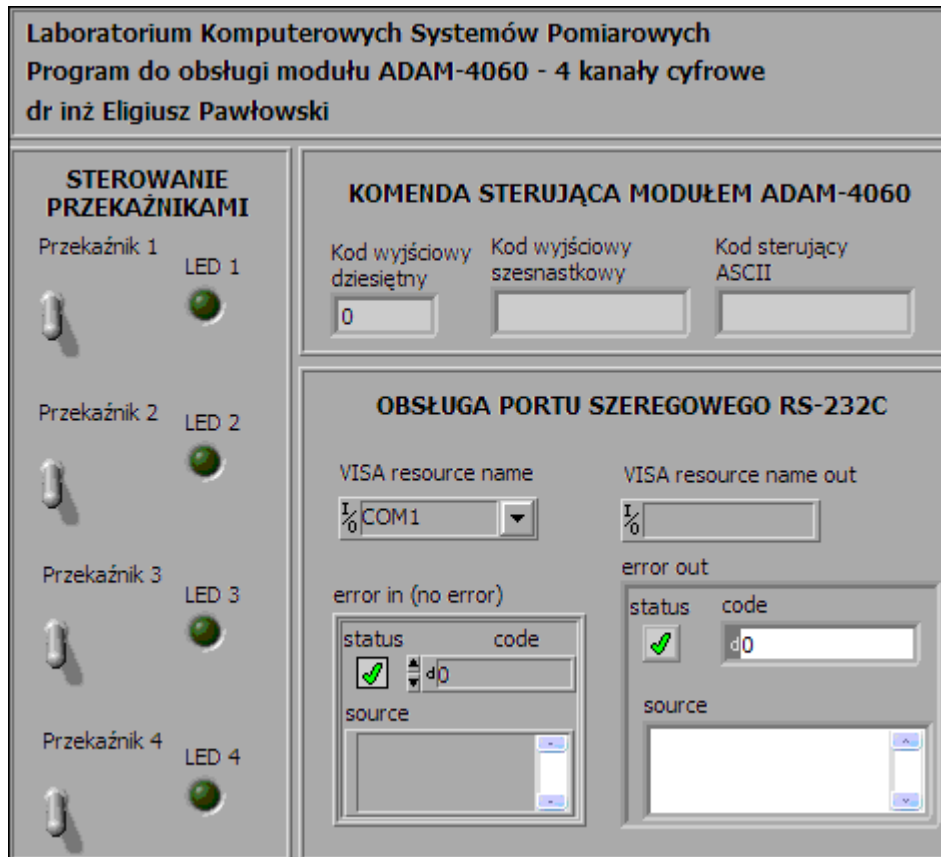 Laboratorium Komputerowych Systemów Pomiarowych
Program do obsługi modułu ADAM-4060 - 4 kanały cyfrowe
dr inż Eligiusz Pawłowski
STEROWANIE
PRZEKAŹNIKAMI
Przekaźnik 1
LED 1
Przekaźnik 2
LED 2
Przekaźnik 3
LED 3
Przekaźnik 4
LED 4
KOMENDA STERUJĄCA MODUŁEM ADAM-4060
Kod wyjściowy
dziesiętny
0
Kod wyjściowy
szesnastkowy
Kod sterujący
ASCII
OBSŁUGA PORTU SZEREGOWEGO RS-232C
VISA resource name
I/O COM1
VISA resource name out
I/O
error in (no error)
status code
d0
source
error out
status code
d0
source